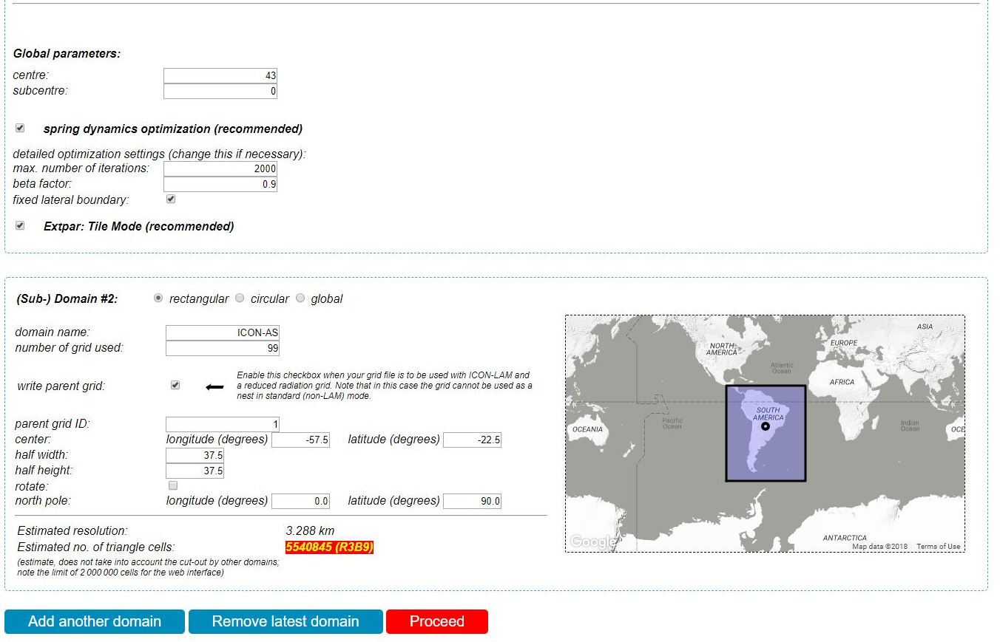 Global parameters:
centre: 43
subcentre: 0
spring dynamics optimization (recommended)
detailed optimization settings (change this if necessary):
max. number of iterations: 2000
beta factor: 0.9
fixed lateral boundary:
Extpar: Tile Mode (recommended)
(Sub-) Domain #2: rectangular circular global
domain name: ICON-AS
number of grid used: 99
write parent grid:
Enable this checkbox when your grid file is to be used with ICON-LAM and
a reduced radiation grid. Note that in this case the grid cannot be used as a
nest in standard (non-LAM) mode.
parent grid ID: 1
center: longitude (degrees) -57.5 latitude (degrees) -22.5
half width: 37.5
half height: 37.5
rotate:
north pole: longitude (degrees) 0.0 latitude (degrees) 90.0
Estimated resolution: 3.288 km
Estimated no. of triangle cells: 5540845 (R3B9)
(estimate, does not take into account the cut-out by other domains;
note the limit of 2 000 000 cells for the web interface)
ASIA
NORTH
AMERICA
EUROPE
Atlantic
Ocean
AFRICA
SOUTH
AMERICA
Pacific
Ocean
Indian
Ocean
OCEANIA
OCE
ANTARCTICA
Google
Map data ©2018 Terms of Use
Add another domain Remove latest domain Proceed